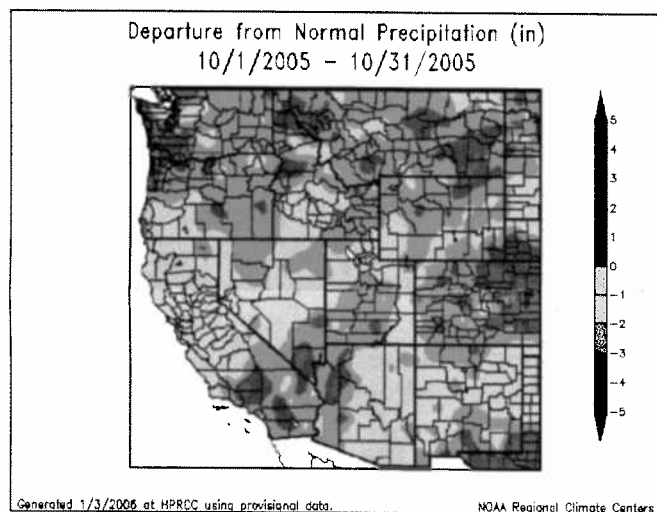 Departure from Normal Precipitation (in)
10/1/2005 – 10/31/2005
5
4
3
2
1
0
-1
-2
-3
-4
-5
Generated 1/3/2006 at HPRCC using provisional data.
NOAA Regional Climate Centers